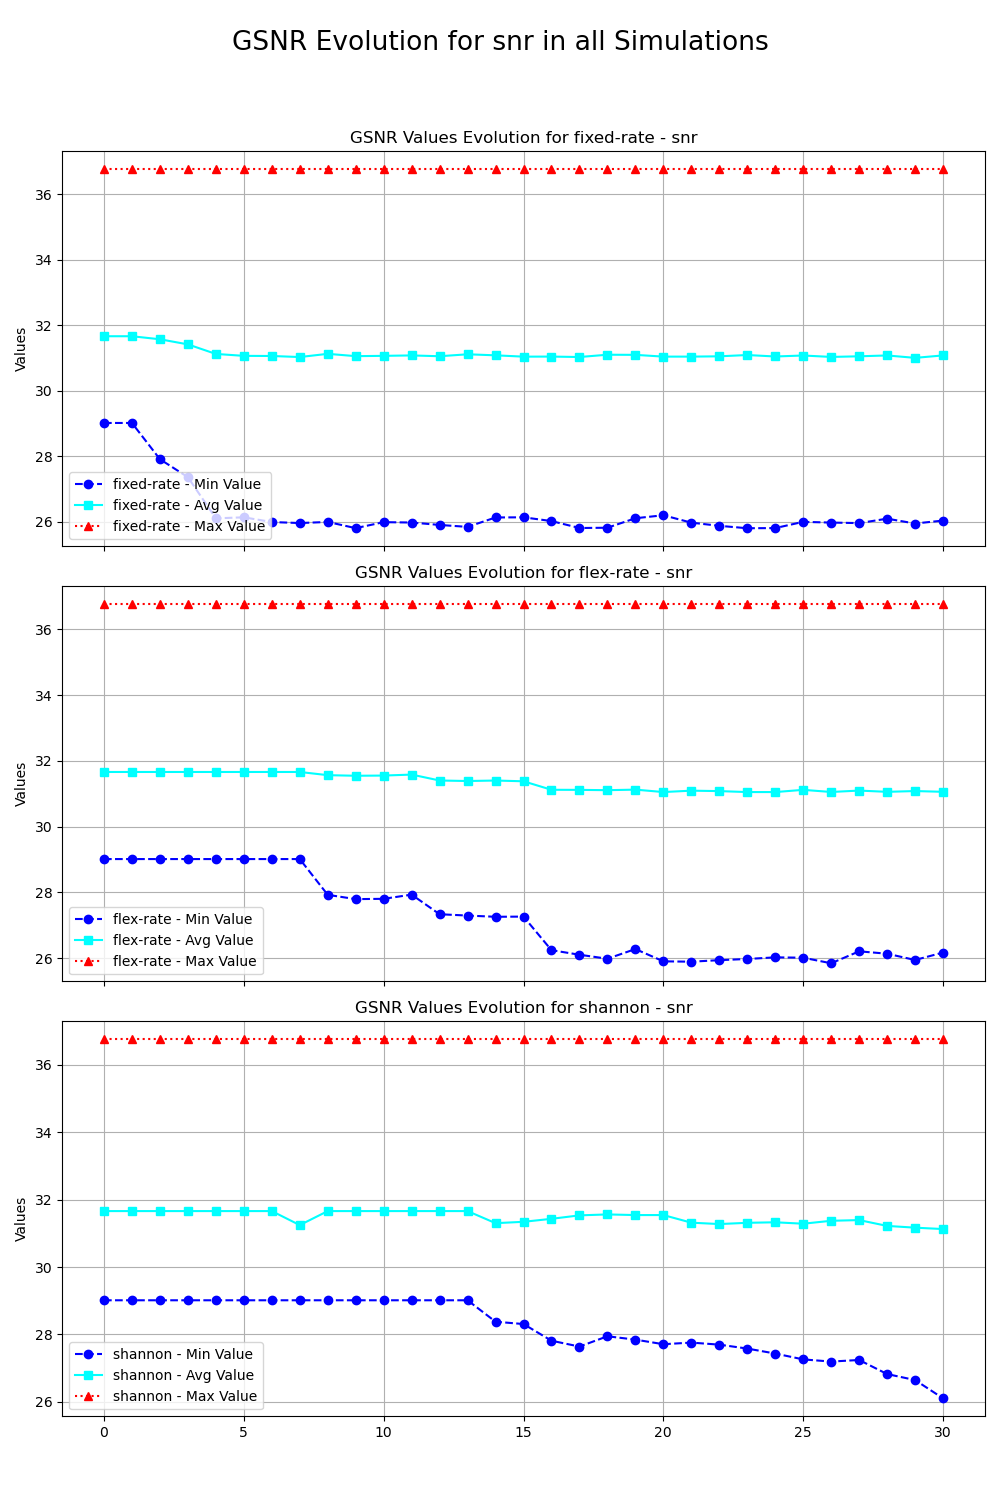 GSNR Evolution for snr in all Simulations
GSNR Values Evolution for fixed-rate - snr
36
34
32
30
28
26
Values
fixed-rate - Min Value
fixed-rate - Avg Value
fixed-rate - Max Value
GSNR Values Evolution for flex-rate - snr
36
34
32
30
28
26
Values
flex-rate - Min Value
flex-rate - Avg Value
flex-rate - Max Value
GSNR Values Evolution for shannon - snr
36
34
32
30
28
26
Values
shannon - Min Value
shannon - Avg Value
shannon - Max Value
0 5 10 15 20 25 30